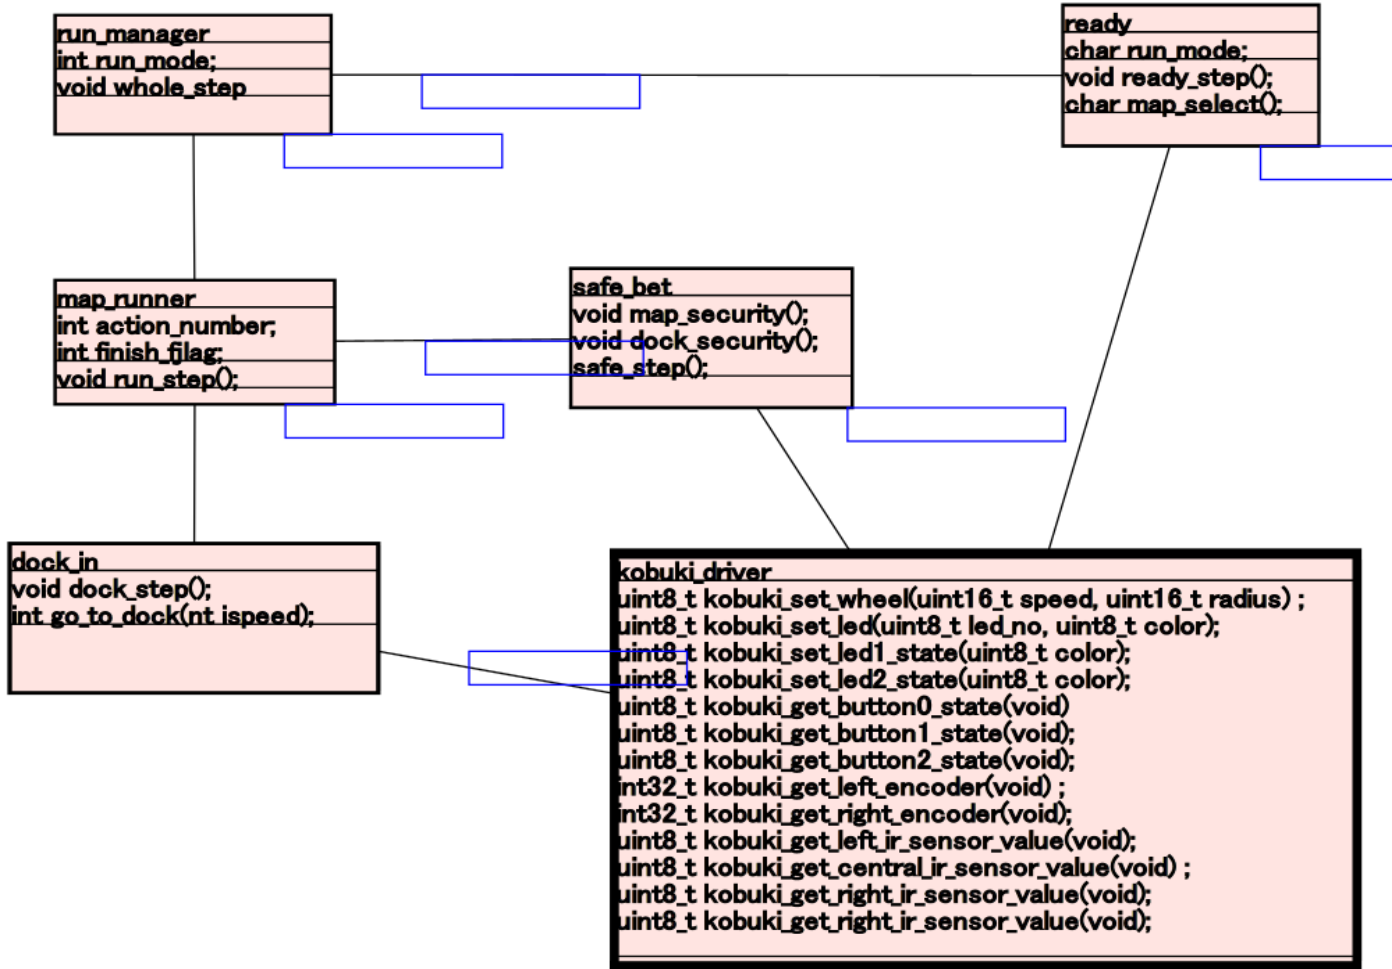 run_manager
int run_mode;
void whole_step
ready
char run_mode;
void ready_step();
char map_select();
map_runner
int action_number;
int finish_fjlag;
void run_step();
safe_bet
void map_security();
void dock_security();
safe_step();
dock_in
void dock_step();
int go_to_dock(nt ispeed);
kobuki_driver
uint8_t kobuki_set_wheel(uint16_t speed, uint16_t radius) ;
uint8_t kobuki_set_led(uint8_t led_no, uint8_t color);
uint8_t kobuki_set_led1_state(uint8_t color);
uint8_t kobuki_set_led2_state(uint8_t color);
uint8_t kobuki_get_button0_state(void)
uint8_t kobuki_get_button1_state(void);
uint8_t kobuki_get_button2_state(void);
int32_t kobuki_get_left_encoder(void) ;
int32_t kobuki_get_right_encoder(void);
uint8_t kobuki_get_left_ir_sensor_value(void);
uint8_t kobuki_get_central_ir_sensor_value(void) ;
uint8_t kobuki_get_right_ir_sensor_value(void);
uint8_t kobuki_get_right_ir_sensor_value(void);